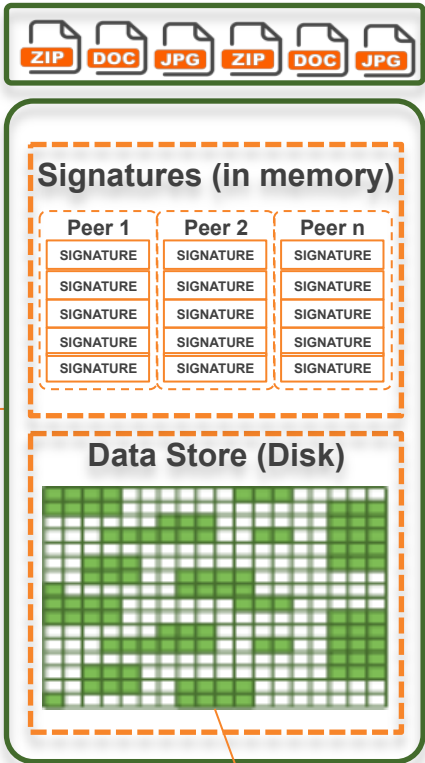 ZIP DOC JPG ZIP DOC JPG
Signatures (in memory)
Peer 1 Peer 2 Peer n
SIGNATURE SIGNATURE SIGNATURE
SIGNATURE SIGNATURE SIGNATURE
SIGNATURE SIGNATURE SIGNATURE
SIGNATURE SIGNATURE SIGNATURE
SIGNATURE SIGNATURE SIGNATURE
Data Store (Disk)